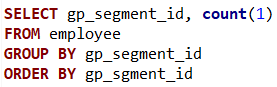 SELECT gp_segment_id, count(1)
FROM employee
GROUP BY gp_segment_id
ORDER BY gp_sgment_id